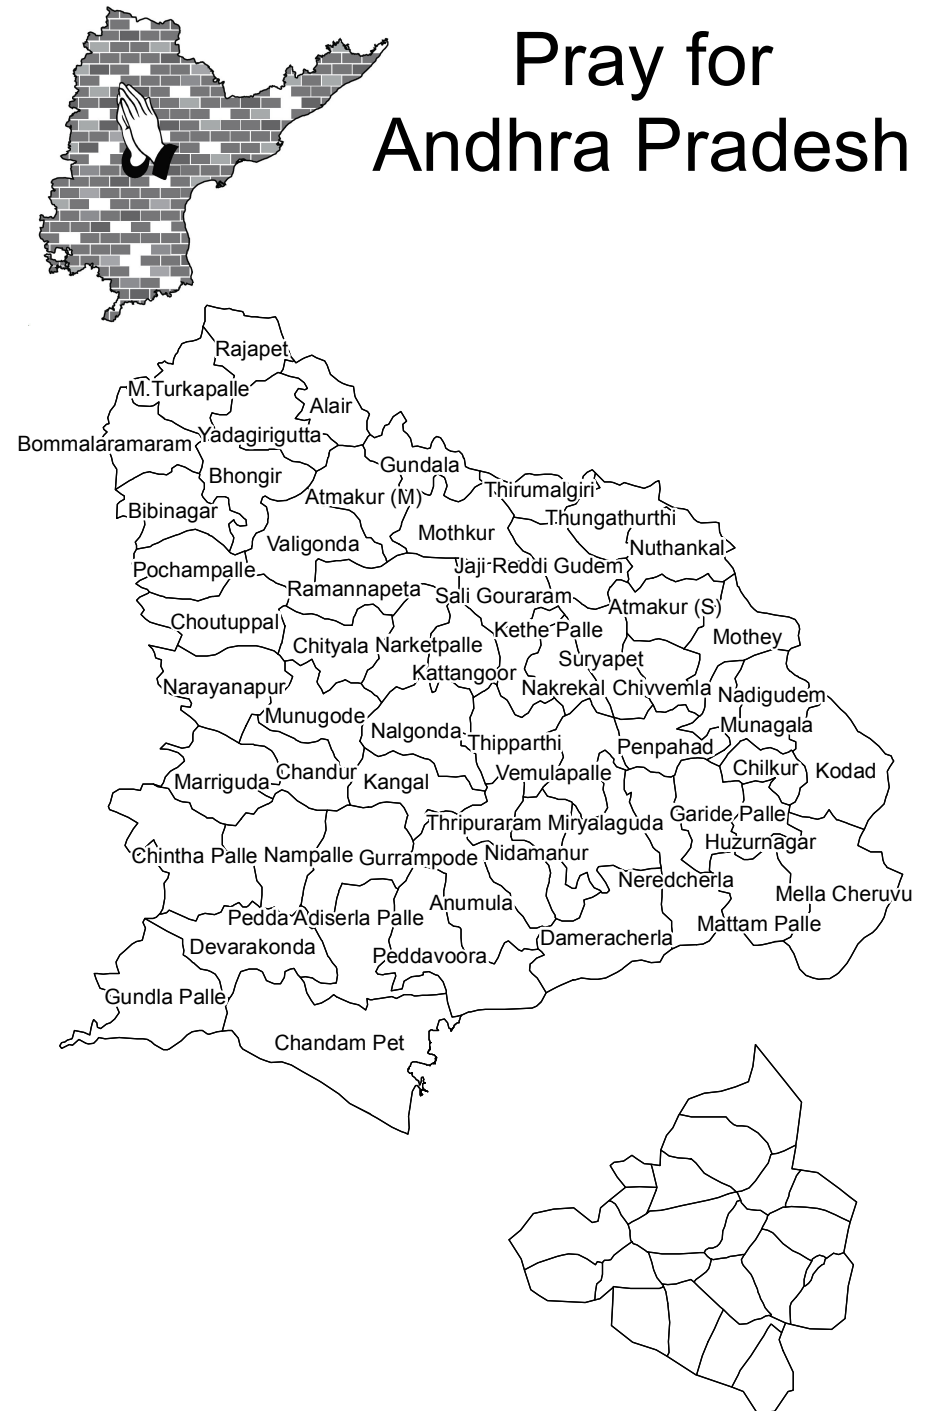 Pray for
Andhra Pradesh
Rajapet
M.Turkapalle
Alair
Yadagirigutta
Bommalaramaram
Gundala
Bhongir
Thirumalgiri
Atmakur (M)
Bibinagar
Thungathurthi
Mothkur
Valigonda
Nuthankal
Jaji-Reddi Gudem
Pochampalle
Ramannapeta
Sali Gouraram
Atmakur (S)
Choutuppal
Kethe Palle
Mothey
Chityala
Narketpalle
Suryapet
Kattangoor
Narayanapur
Nakrekal
Chivvemla
Nadigudem
Munugode
Munagala
Nalgonda
Thipparthi
Penpahad
Chilkur
Kodad
Chandur
Vemulapalle
Marriguda
Kangal
Garide Palle
Thripuraram
Miryalaguda
Huzurnagar
Chintha Palle
Nampalle
Gurrampode
Nidamanur
Neredcherla
Mella Cheruvu
Anumula
Pedda Adiserla Palle
Mattam Palle
Dameracherla
Devarakonda
Peddavoora
Gundla Palle
Chandam Pet